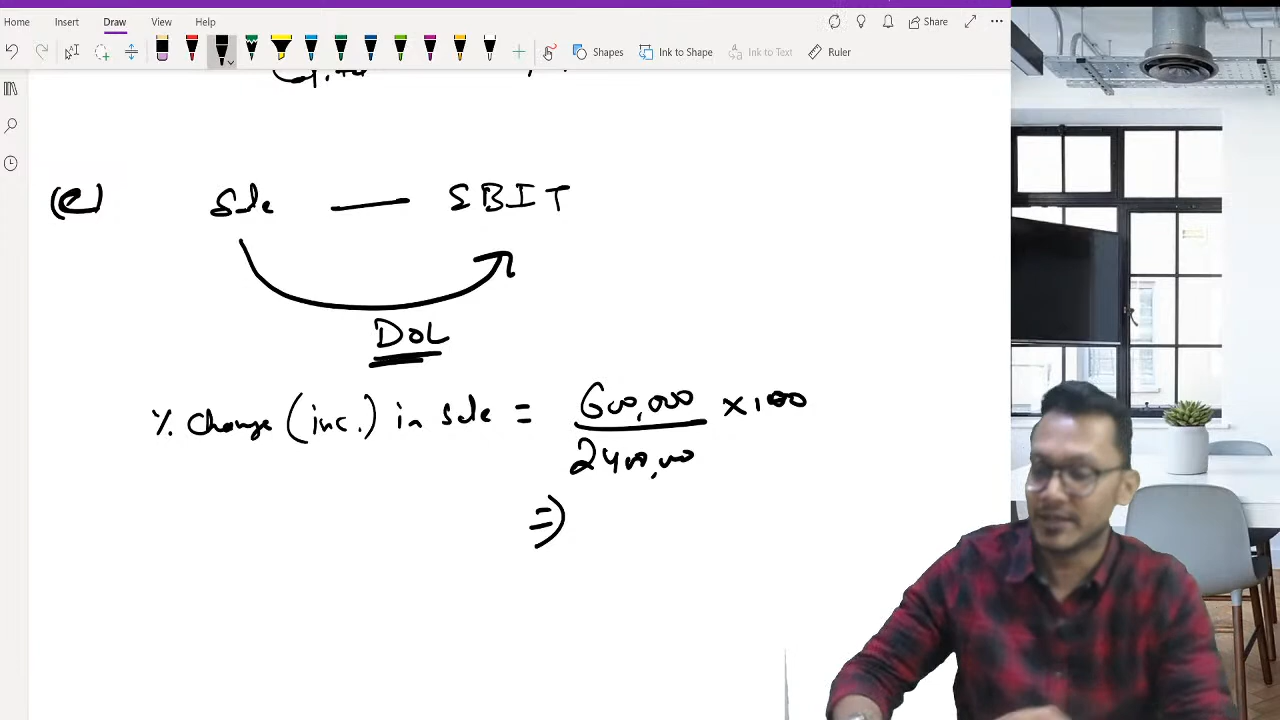 Home Insert Draw View Help Share
Shapes Ink to Shape Ink to Text Ruler
(e) Sale — EBIT
DOL
% Change (inc.) in sale = 600,000 × 100
2400,000
⇒